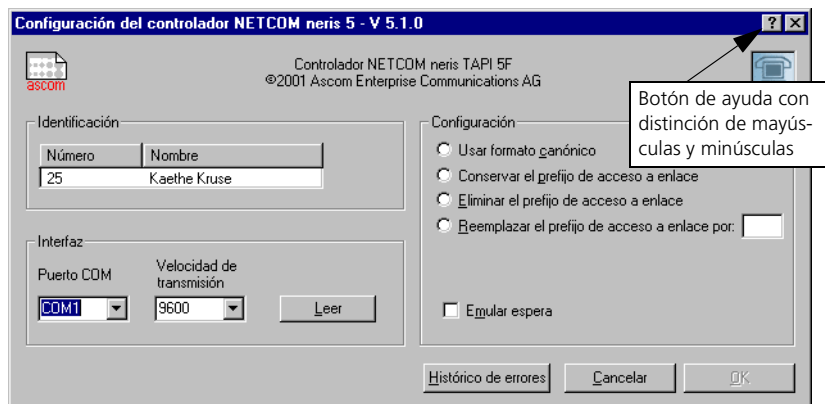 Configuración del controlador NETCOM neris 5 - V 5.1.0
ascom
Controlador NETCOM neris TAPI 5F
©2001 Ascom Enterprise Communications AG
Botón de ayuda con
distinción de mayús-
culas y minúsculas
Identificación
Número Nombre
25 Kaethe Kruse
Interfaz
Puerto COM
Velocidad de
transmisión
COM1 9600 Leer
Configuración
Usar formato canónico
Conservar el prefijo de acceso a enlace
Eliminar el prefijo de acceso a enlace
Reemplazar el prefijo de acceso a enlace por:
Emular espera
Histórico de errores Cancelar OK